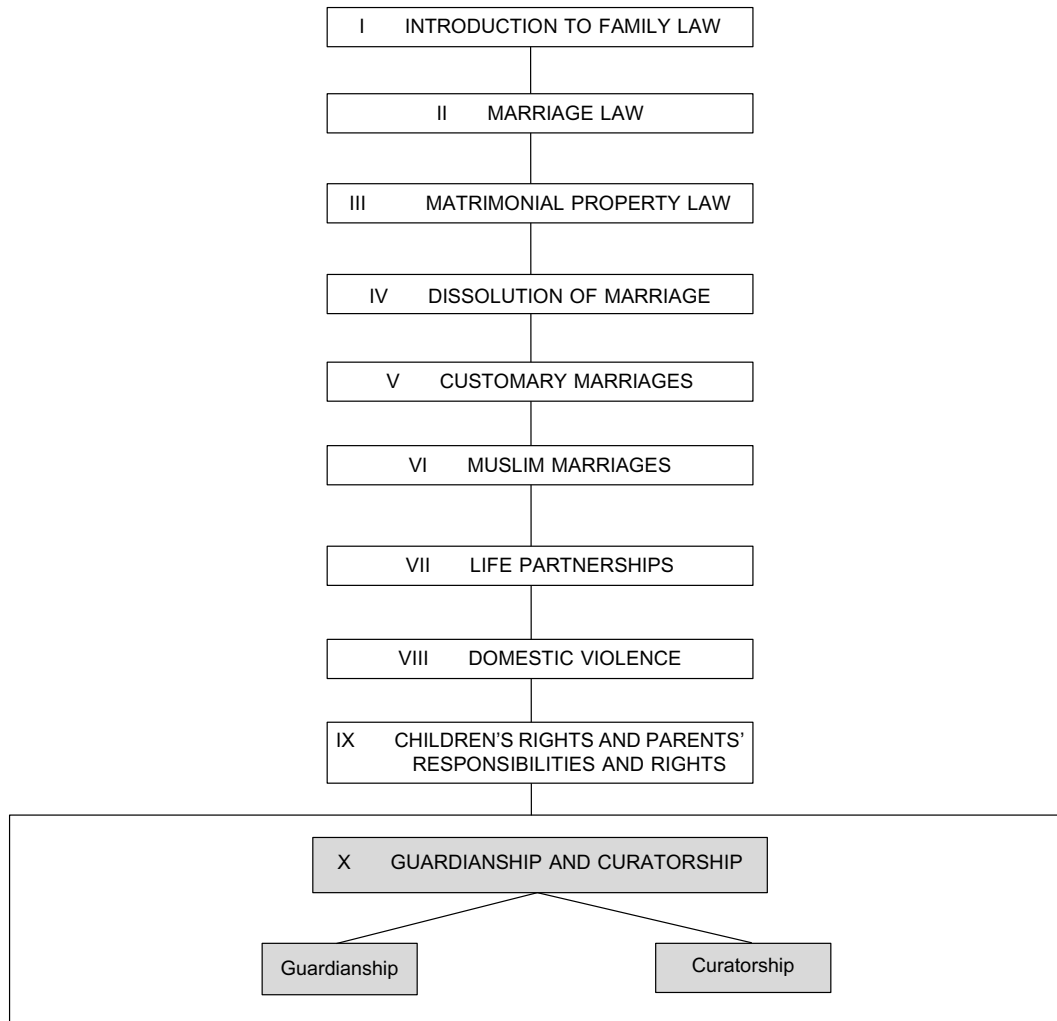 I INTRODUCTION TO FAMILY LAW
II MARRIAGE LAW
III MATRIMONIAL PROPERTY LAW
IV DISSOLUTION OF MARRIAGE
V CUSTOMARY MARRIAGES
VI MUSLIM MARRIAGES
VII LIFE PARTNERSHIPS
VIII DOMESTIC VIOLENCE
IX CHILDREN’S RIGHTS AND PARENTS’
RESPONSIBILITIES AND RIGHTS
X GUARDIANSHIP AND CURATORSHIP
Guardianship
Curatorship